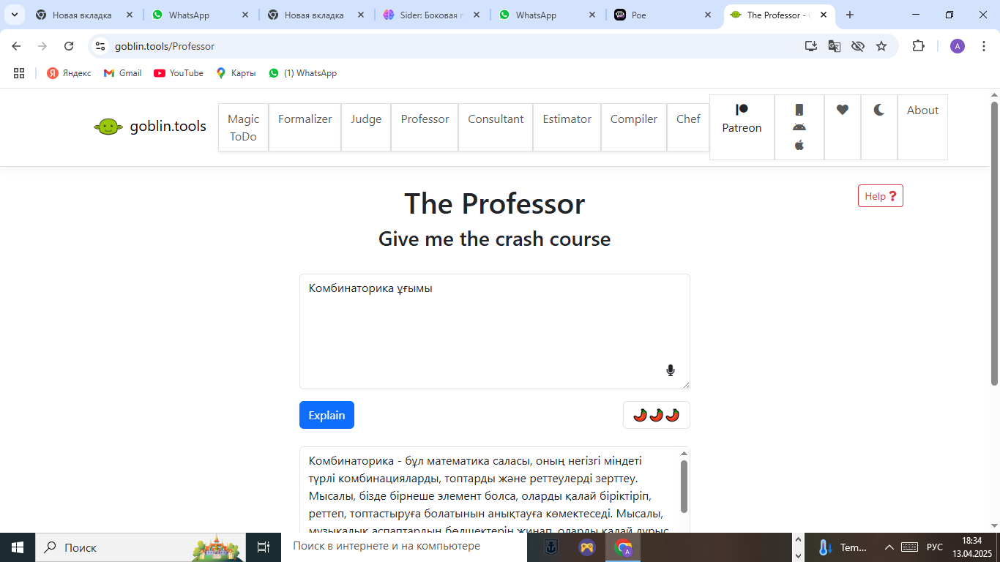 Новая вкладка
WhatsApp
Новая вкладка
Sider: Боковая
WhatsApp
Poe
The Professor -
goblin.tools/Professor
A
Яндекс
Gmail
YouTube
Карты
(1) WhatsApp
goblin.tools
Magic
ToDo
Formalizer
Judge
Professor
Consultant
Estimator
Compiler
Chef
Patreon
About
The Professor
Help ?
Give me the crash course
Комбинаторика ұғымы
Explain
Комбинаторика - бұл математика саласы, оның негізгі міндеті
түрлі комбинацияларды, топтарды және реттеулерді зерттеу.
Мысалы, бізде бірнеше элемент болса, оларды қалай біріктіріп,
реттеп, топтастыруға болатынын анықтауға көмектеседі. Мысалы,
музыкалық аспаптардың бөлшектерін жинап, оларды қалай дұрыс
Поиск
Поиск в интернете и на компьютере
Tem...
РУС
18:34
13.04.2025